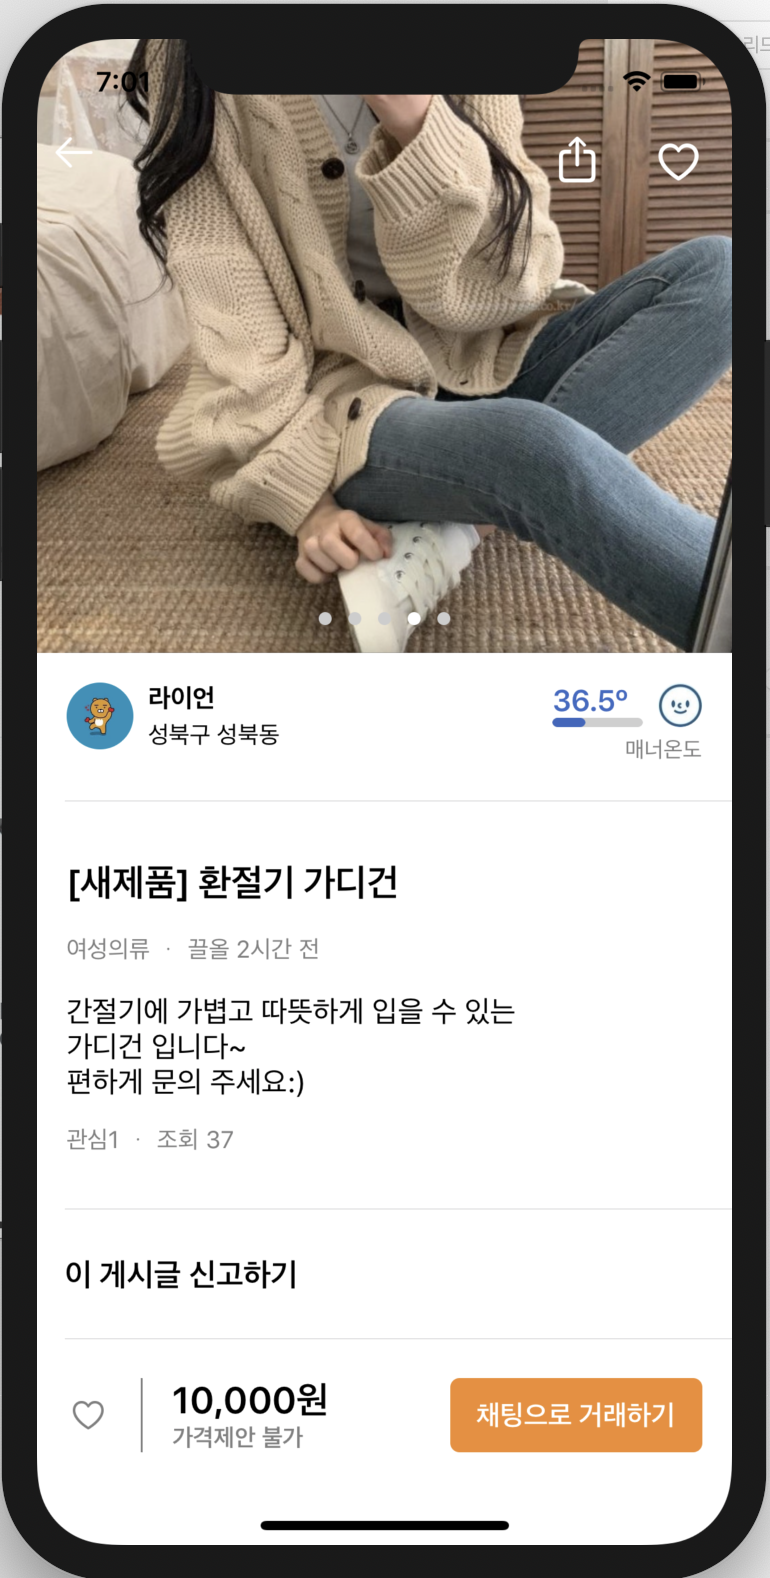 7:01
라이언
성북구 성북동
36.5°
매너온도
[새제품] 환절기 가디건
여성의류 · 끌올 2시간 전
간절기에 가볍고 따뜻하게 입을 수 있는
가디건 입니다~
편하게 문의 주세요:)
관심1 · 조회 37
이 게시글 신고하기
10,000원
가격제안 불가
채팅으로 거래하기